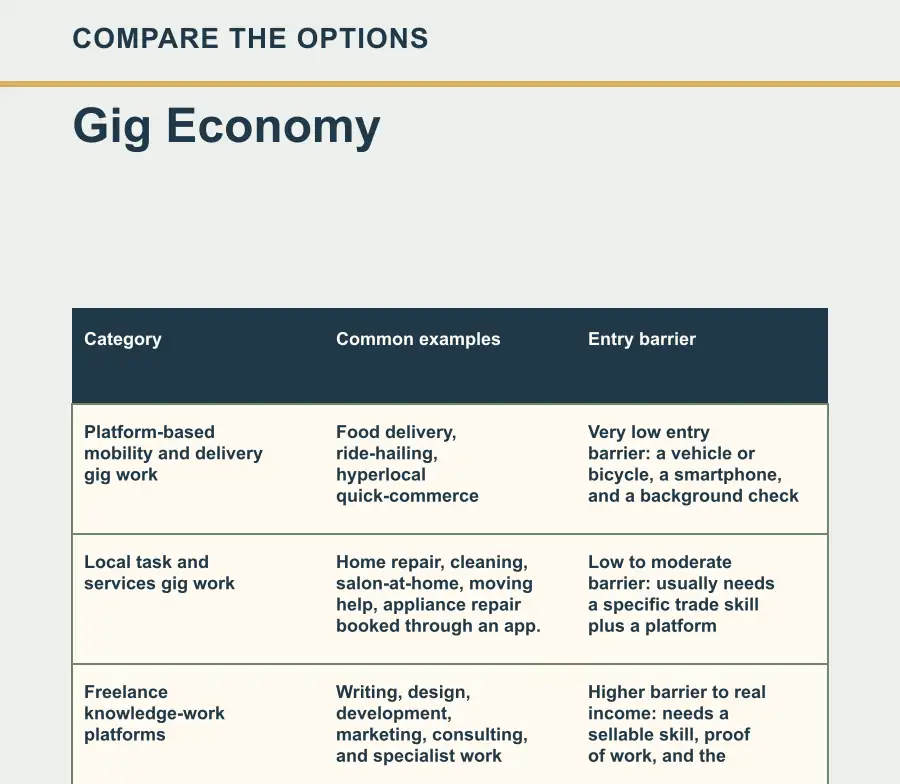 COMPARE THE OPTIONS
Gig Economy
Category
Common examples
Entry barrier
Platform-based
mobility and delivery
gig work
Food delivery,
ride-hailing,
hyperlocal
quick-commerce
Very low entry
barrier: a vehicle or
bicycle, a smartphone,
and a background check
Local task and
services gig work
Home repair, cleaning,
salon-at-home, moving
help, appliance repair
booked through an app.
Low to moderate
barrier: usually needs
a specific trade skill
plus a platform
Freelance
knowledge-work
platforms
Writing, design,
development,
marketing, consulting,
and specialist work
Higher barrier to real
income: needs a
sellable skill, proof
of work, and the